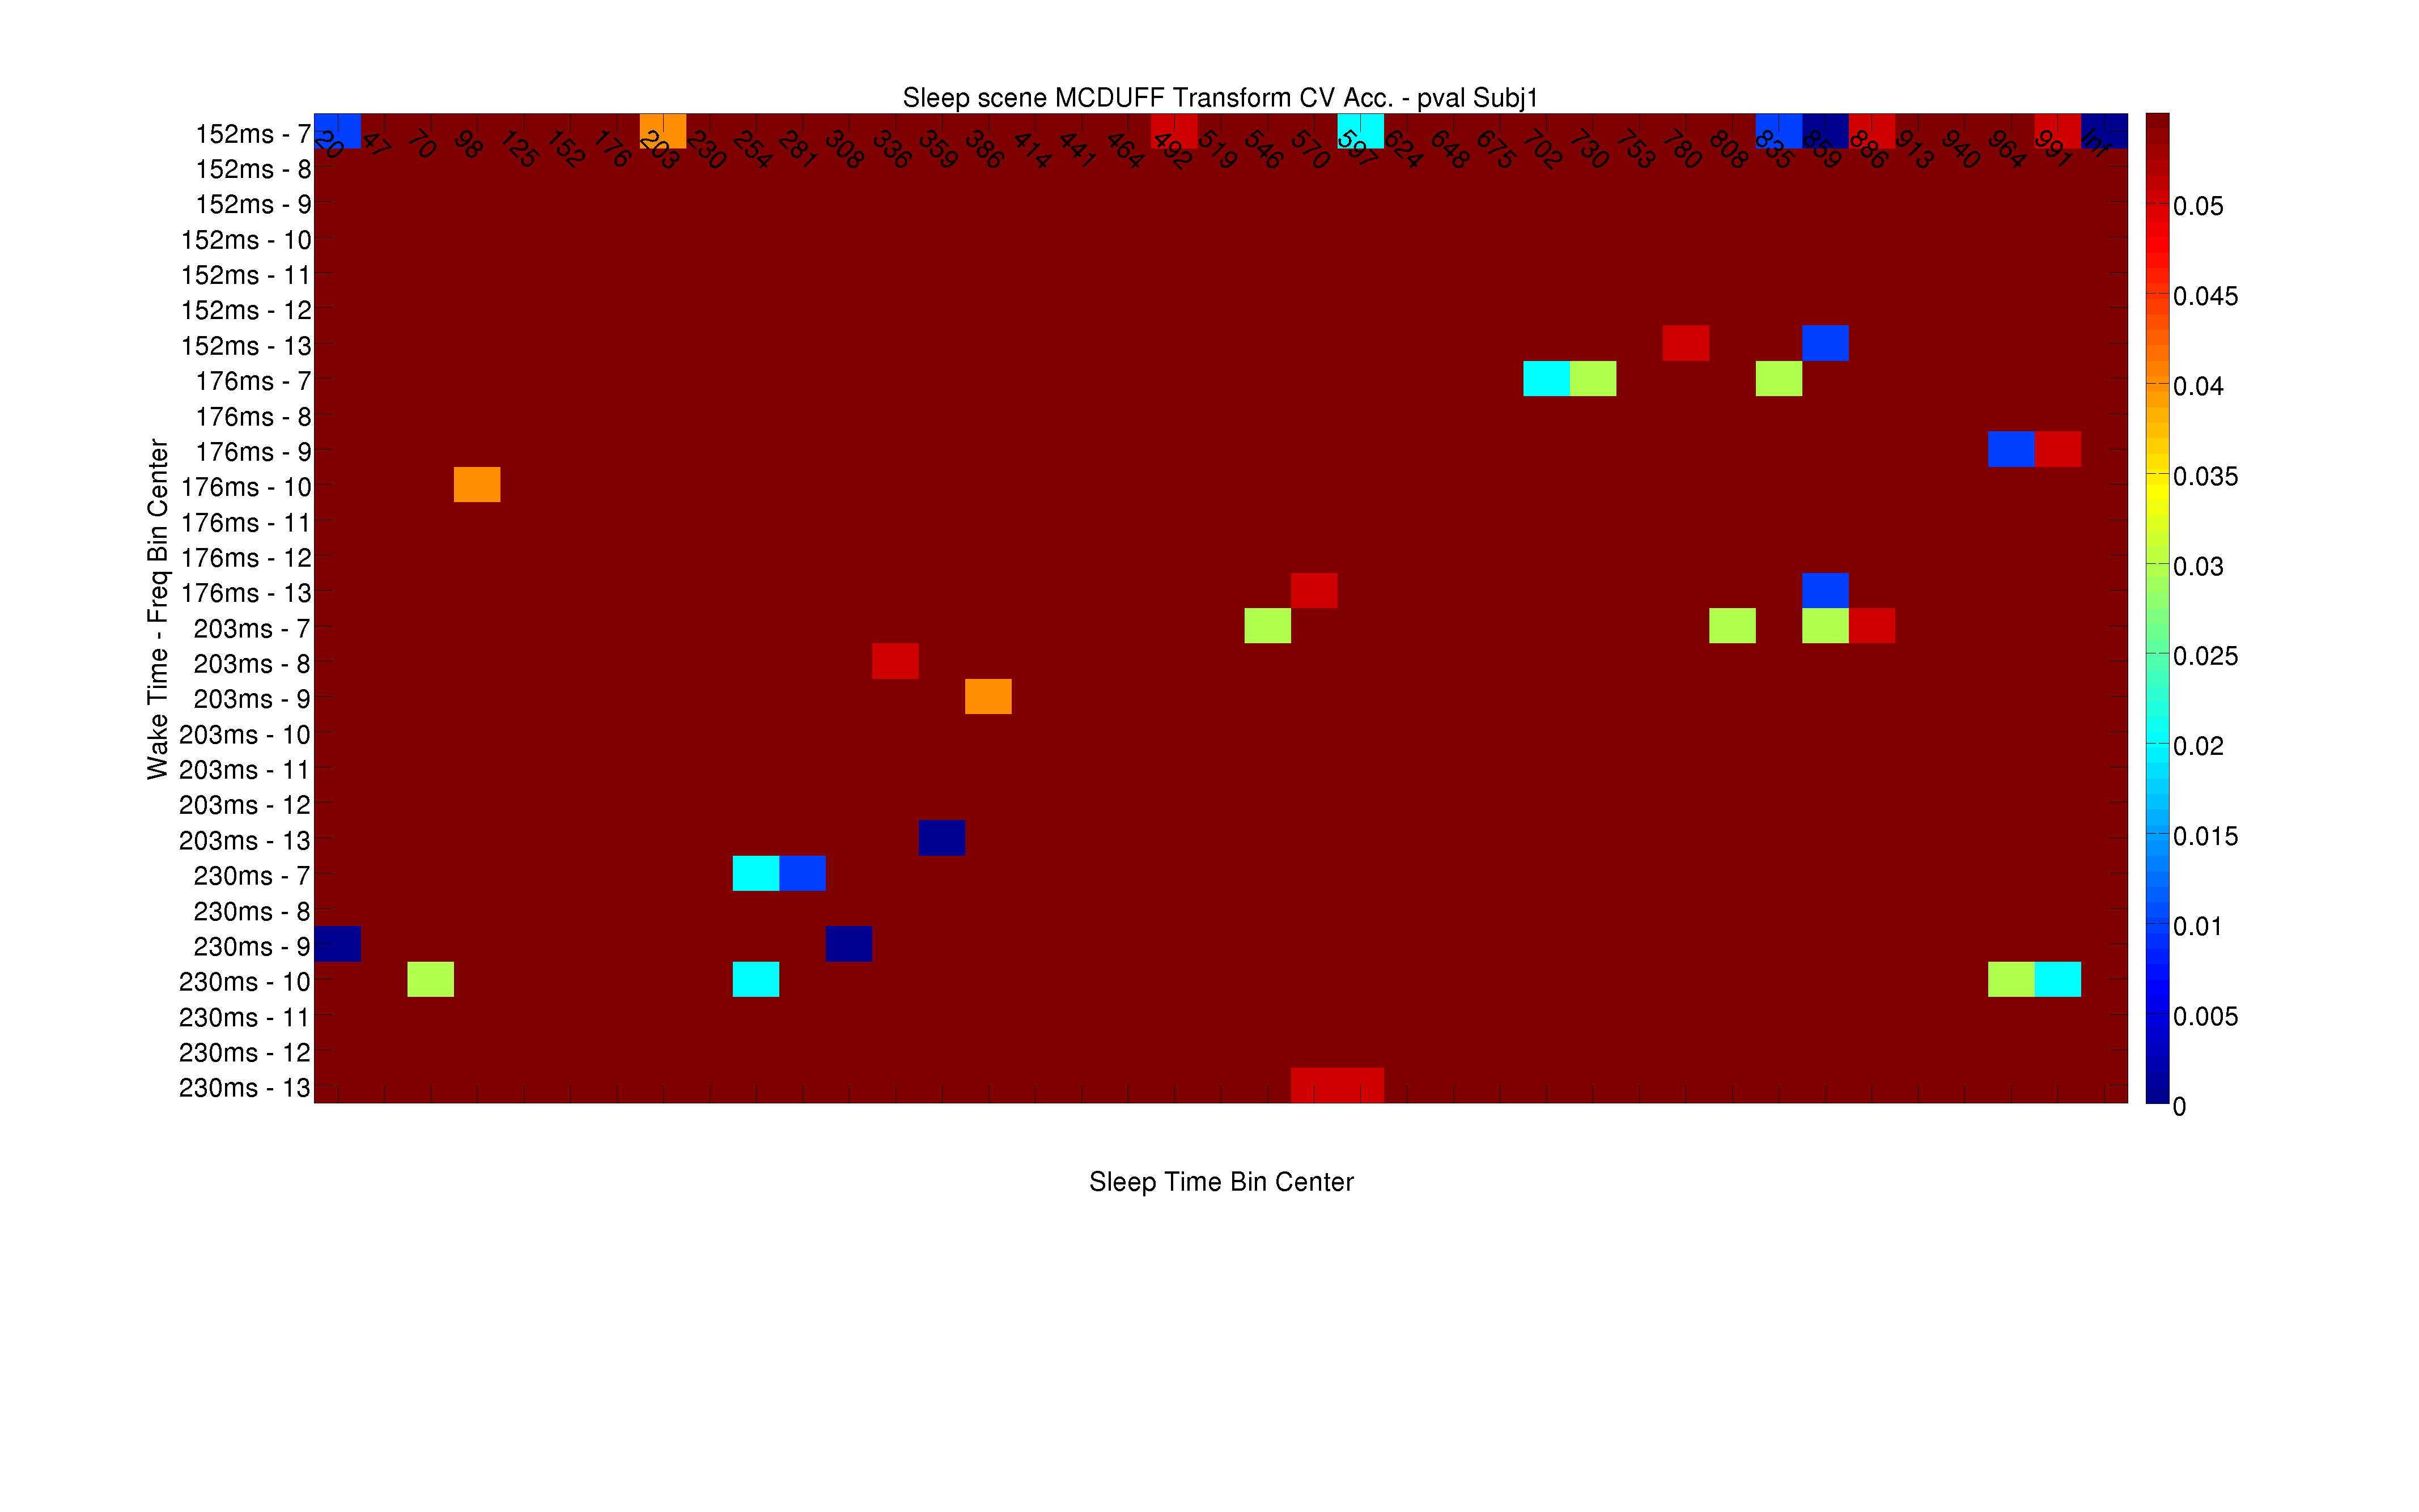 Sleep scene MCDUFF Transform CV Acc. - pval Subj1
152ms - 7
152ms - 8
152ms - 9
152ms - 10
152ms - 11
152ms - 12
152ms - 13
176ms - 7
176ms - 8
176ms - 9
176ms - 10
176ms - 11
176ms - 12
176ms - 13
203ms - 7
203ms - 8
203ms - 9
203ms - 10
203ms - 11
203ms - 12
203ms - 13
230ms - 7
230ms - 8
230ms - 9
230ms - 10
230ms - 11
230ms - 12
230ms - 13
Wake Time - Freq Bin Center
20 47 70 98 125 152 176 203 230 254 281 308 336 359 386 414 441 464 492 519 546 570 597 624 648 675 702 730 753 780 808 835 859 886 913 940 964 991 Inf
0.05
0.045
0.04
0.035
0.03
0.025
0.02
0.015
0.01
0.005
0
Sleep Time Bin Center